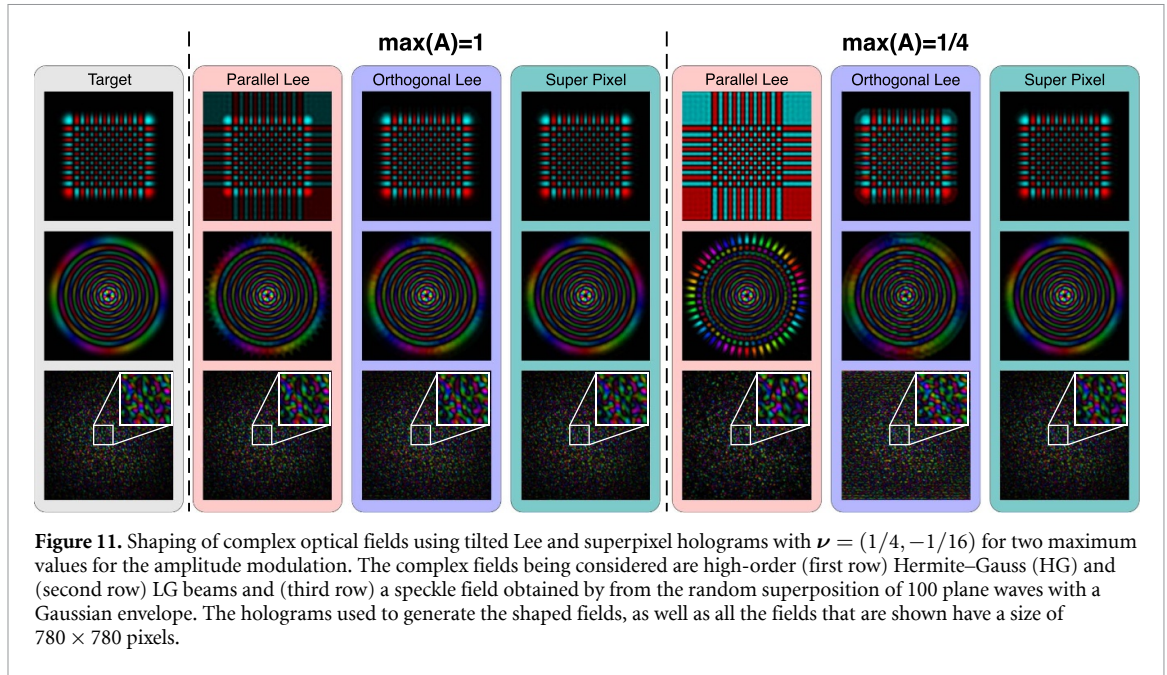 max(A)=1
max(A)=1/4
Target
Parallel Lee
Orthogonal Lee
Super Pixel
Parallel Lee
Orthogonal Lee
Super Pixel
Figure 11. Shaping of complex optical fields using tilted Lee and superpixel holograms with ν = (1/4, −1/16) for two maximum
values for the amplitude modulation. The complex fields being considered are high-order (first row) Hermite–Gauss (HG) and
(second row) LG beams and (third row) a speckle field obtained by from the random superposition of 100 plane waves with a
Gaussian envelope. The holograms used to generate the shaped fields, as well as all the fields that are shown have a size of
780 × 780 pixels.